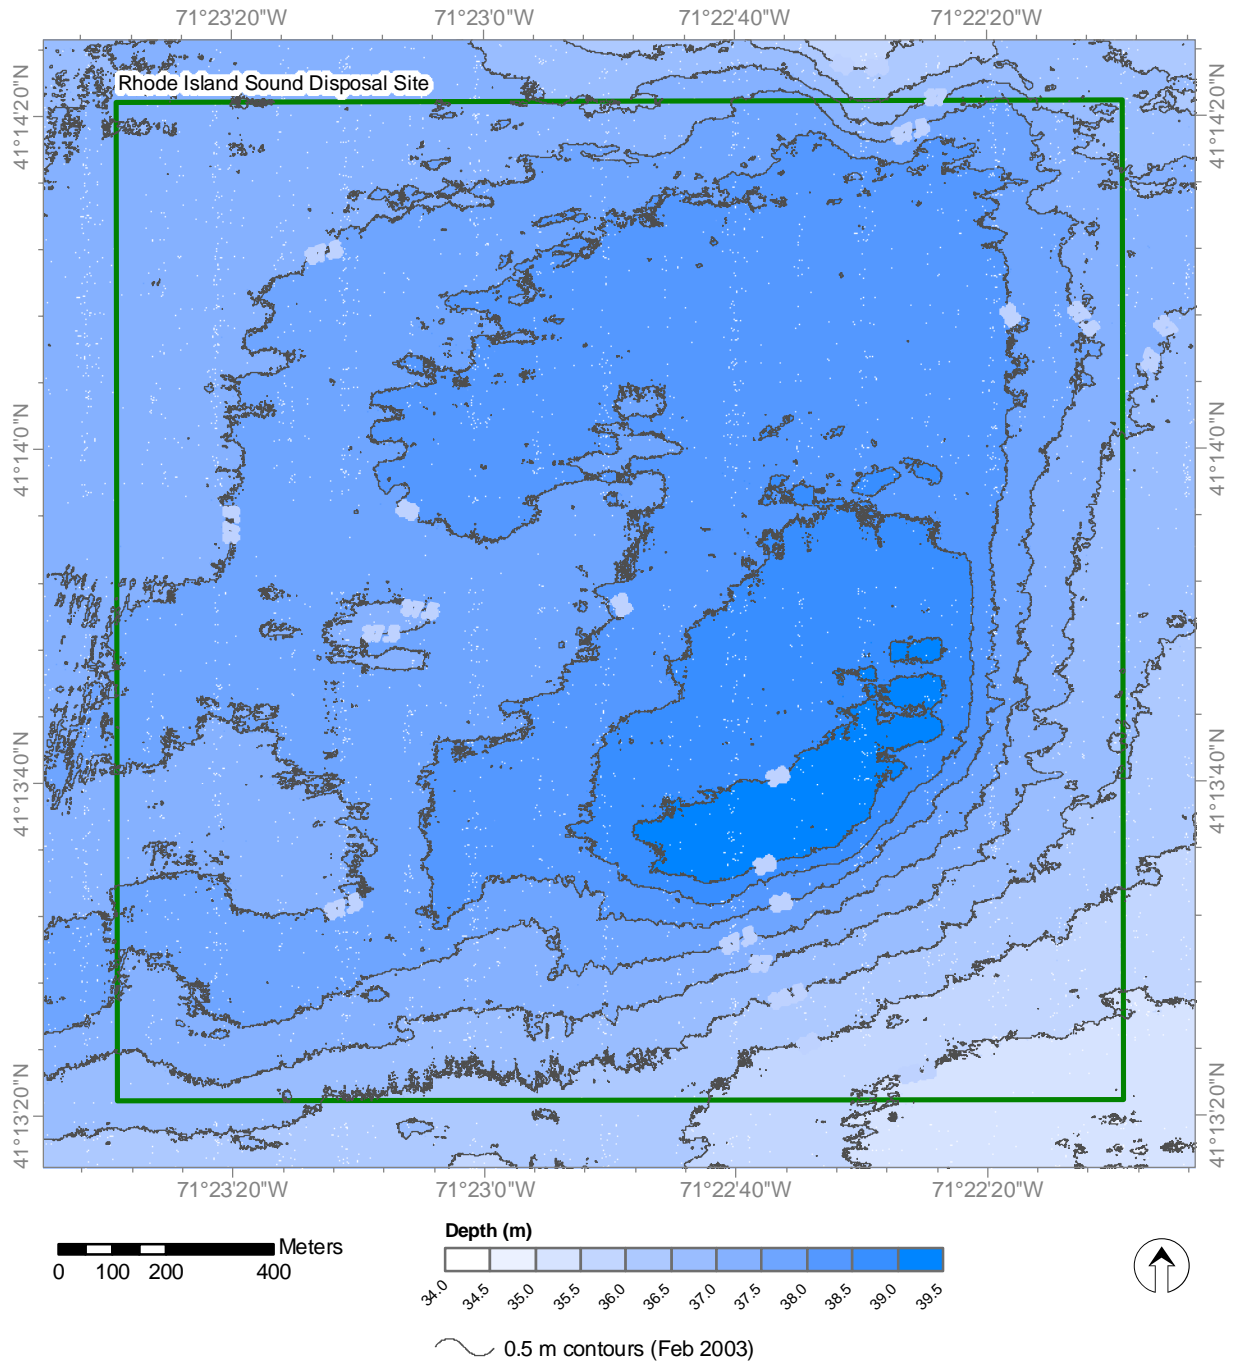 71°23'20"W 71°23'0"W 71°22'40"W 71°22'20"W
Rhode Island Sound Disposal Site
41°14'20"N
41°14'20"N
41°14'0"N
41°14'0"N
41°13'40"N
41°13'40"N
41°13'20"N
41°13'20"N
71°23'20"W 71°23'0"W 71°22'40"W 71°22'20"W
Meters
0 100 200 400
Depth (m)
34.0 34.5 35.0 35.5 36.0 36.5 37.0 37.5 38.0 38.5 39.0 39.5
0.5 m contours (Feb 2003)